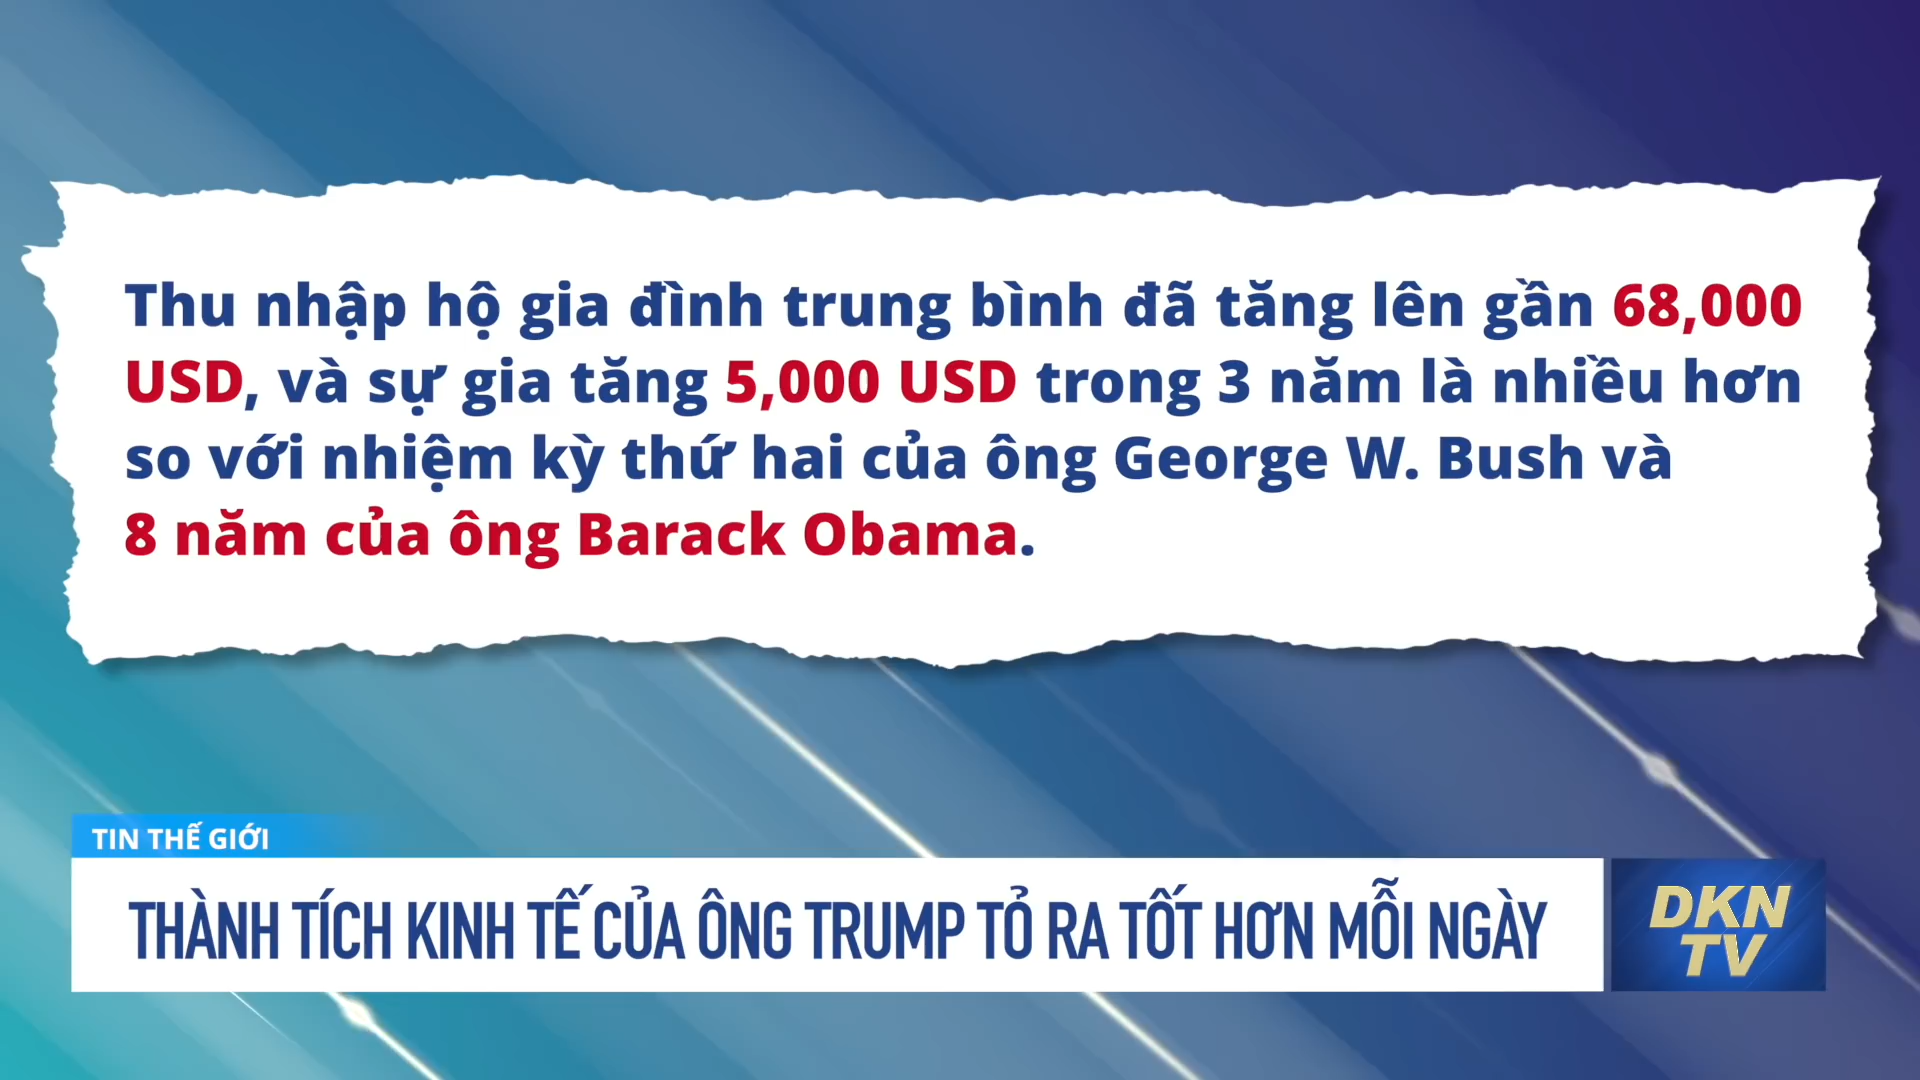 Thu nhập hộ gia đình trung bình đã tăng lên gần 68,000
USD, và sự gia tăng 5,000 USD trong 3 năm là nhiều hơn
so với nhiệm kỳ thứ hai của ông George W. Bush và
8 năm của ông Barack Obama.
TIN THẾ GIỚI
THÀNH TÍCH KINH TẾ CỦA ÔNG TRUMP TỎ RA TỐT HƠN MỖI NGÀY
DKN
TV